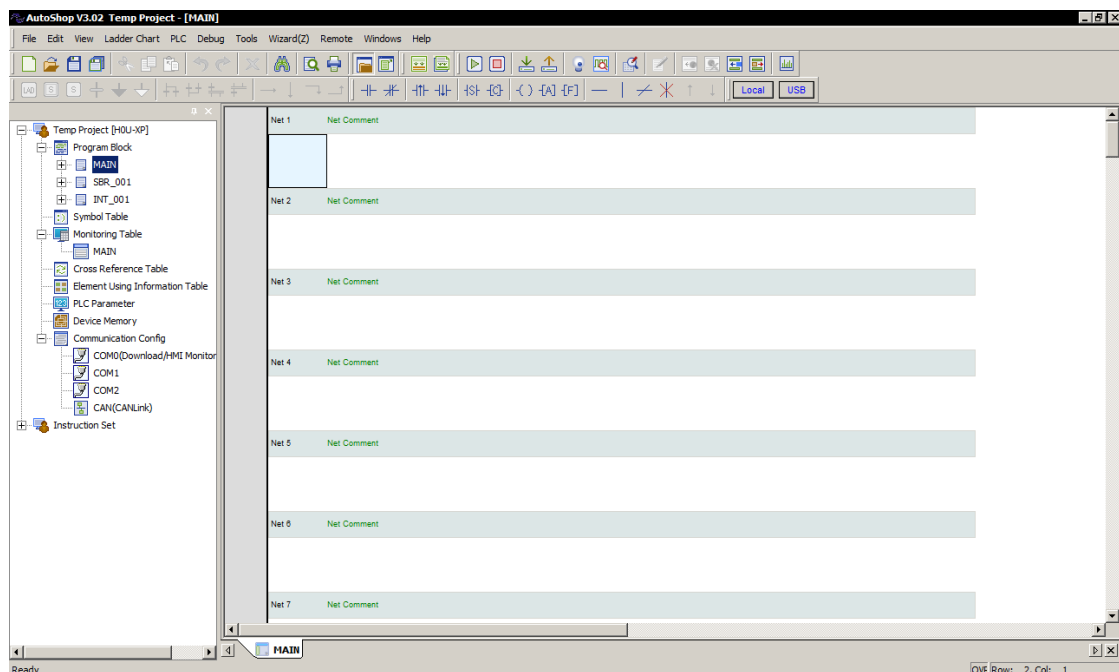 AutoShop V3.02 Temp Project - [MAIN]
File Edit View Ladder Chart PLC Debug Tools Wizard(Z) Remote Windows Help
LAD S S Local USB
Temp Project [H0U-XP]
Program Block
MAIN
SBR_001
INT_001
Symbol Table
Monitoring Table
MAIN
Cross Reference Table
Element Using Information Table
PLC Parameter
Device Memory
Communication Config
COM0(Download/HMI Monitor
COM1
COM2
CAN(CANLink)
Instruction Set
Net 1 Net Comment
Net 2 Net Comment
Net 3 Net Comment
Net 4 Net Comment
Net 5 Net Comment
Net 6 Net Comment
Net 7 Net Comment
MAIN
Ready OVF Row: 2, Col: 1